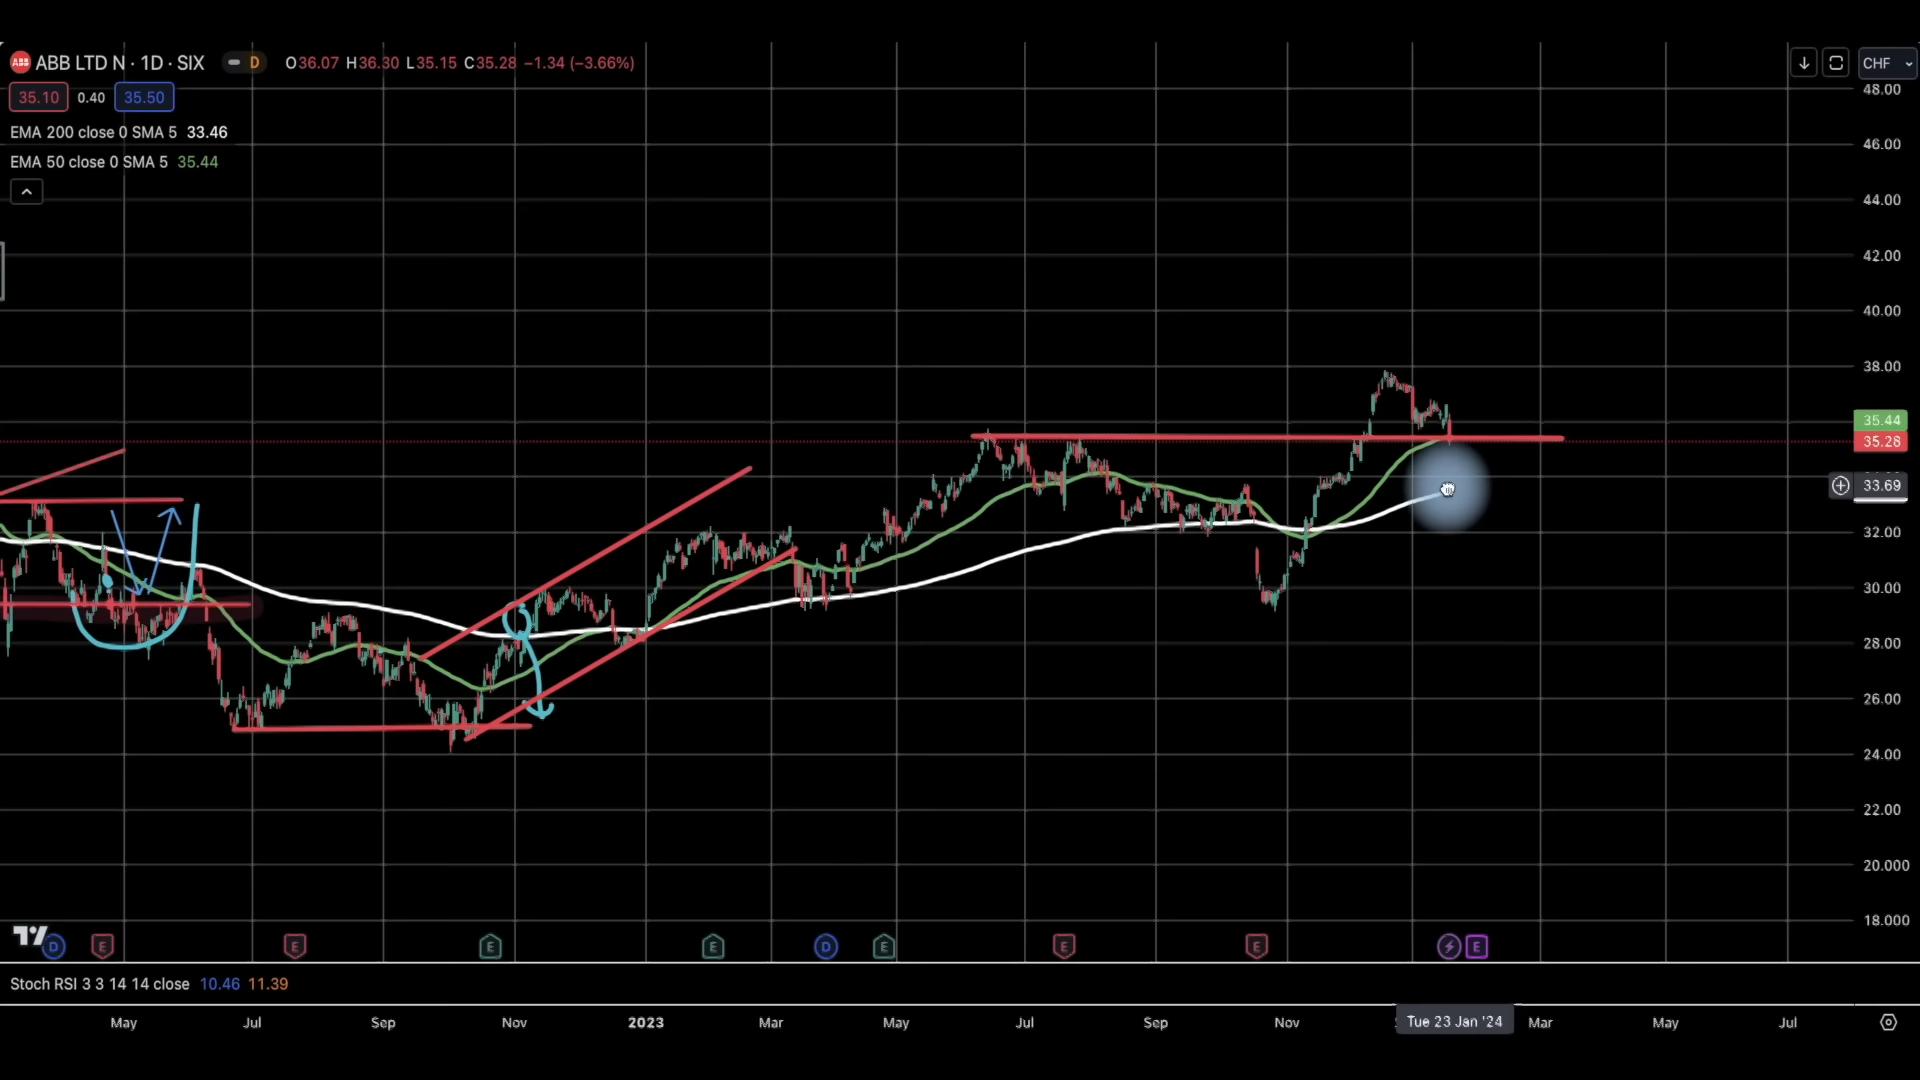 ABB ABB LTD N · 1D · SIX D O36.07 H36.30 L35.15 C35.28 −1.34 (−3.66%) CHF
35.10 0.40 35.50
EMA 200 close 0 SMA 5 33.46
EMA 50 close 0 SMA 5 35.44
48.00
46.00
44.00
42.00
40.00
38.00
35.44
35.28
33.69
32.00
30.00
28.00
26.00
24.00
22.00
20.000
18.000
D E E E E D E E E E
Stoch RSI 3 3 14 14 close 10.46 11.39
May Jul Sep Nov 2023 Mar May Jul Sep Nov Tue 23 Jan '24 Mar May Jul